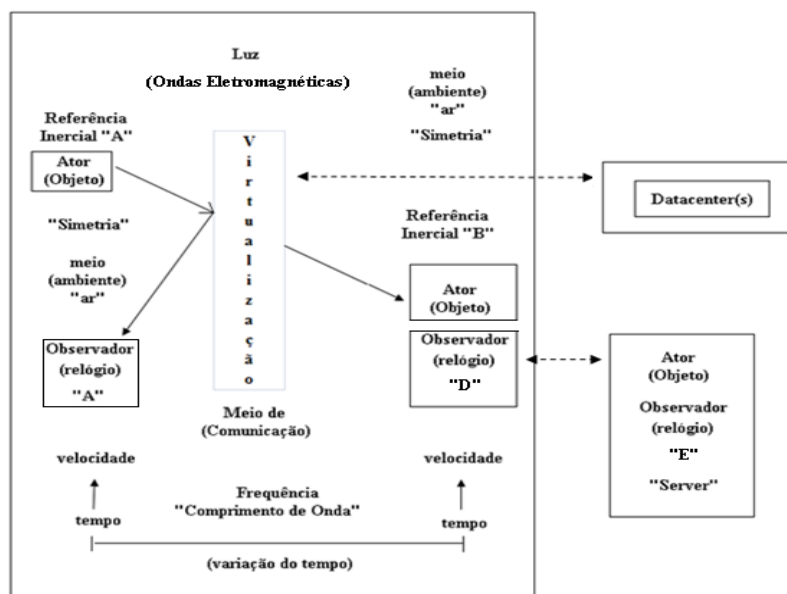 Luz
(Ondas Eletromagnéticas)
meio
(ambiente)
"ar"
"Simetria"
Referência
Inercial "A"
Ator
(Objeto)
Virtualização
"Simetria"
meio
(ambiente)
"ar"
Observador
(relógio)
"A"
Referência
Inercial "B"
Ator
(Objeto)
Observador
(relógio)
"D"
Datacenter(s)
Ator
(Objeto)
Observador
(relógio)
"E"
"Server"
Meio de
(Comunicação)
velocidade
velocidade
Frequência
"Comprimento de Onda"
tempo
tempo
(variação do tempo)